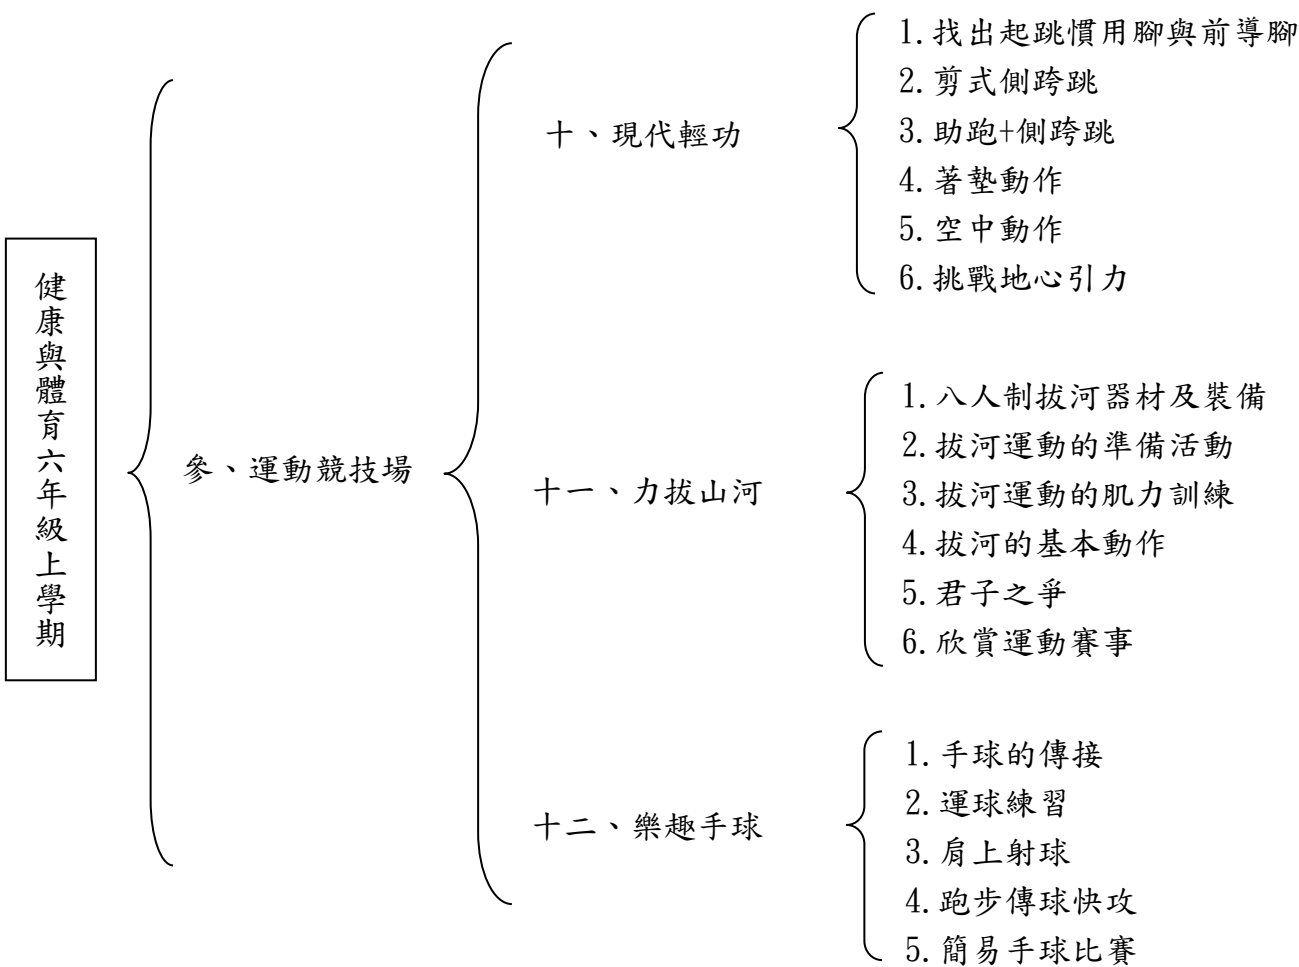 健康與體育六年級上學期
參、運動競技場
十、現代輕功
1.找出起跳慣用腳與前導腳
2.剪式側跨跳
3.助跑+側跨跳
4.著墊動作
5.空中動作
6.挑戰地心引力
十一、力拔山河
1.八人制拔河器材及裝備
2.拔河運動的準備活動
3.拔河運動的肌力訓練
4.拔河的基本動作
5.君子之爭
6.欣賞運動賽事
十二、樂趣手球
1.手球的傳接
2.運球練習
3.肩上射球
4.跑步傳球快攻
5.簡易手球比賽